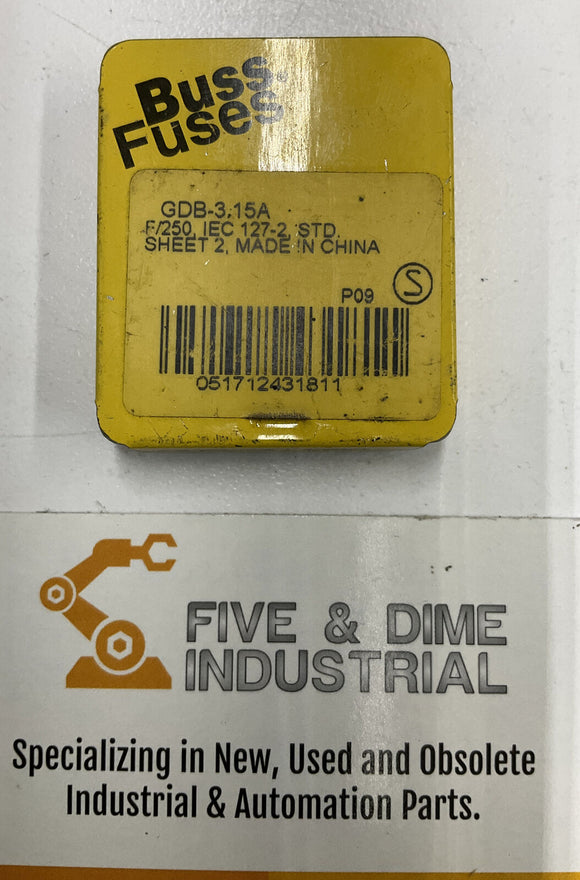 Buss.
Fuses
GDB-3.15A
F/250, IEC 127-2, STD.
SHEET 2, MADE IN CHINA
P09 S
051712431811
FIVE & DIME
INDUSTRIAL
Specializing in New, Used and Obsolete
Industrial & Automation Parts.